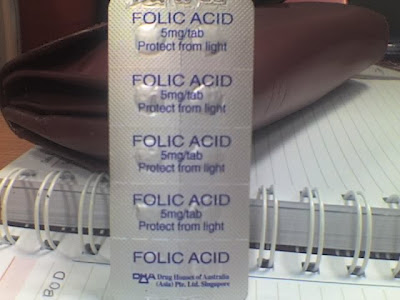 FOLIC ACID
5mg/tab
Protect from light
FOLIC ACID
5mg/tab
Protect from light
FOLIC ACID
5mg/tab
Protect from light
FOLIC ACID
5mg/tab
Protect from light
FOLIC ACID
DHA Drug Houses of Australia
(Asia) Pte. Ltd. Singapore
BOD